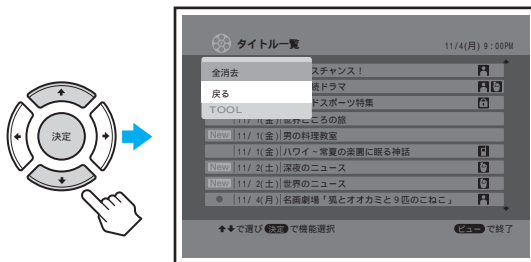 タイトル一覧
11/4(月) 9:00PM
全消去
スチャンス!
戻る
続ドラマ
TOOL
ドスポーツ特集
11/ 1(金) 世界こころの旅
New 11/ 1(金) 男の料理教室
11/ 1(金) ハワイ-常夏の楽園に眠る神話
New 11/ 2(土) 深夜のニュース
New 11/ 2(土) 世界のニュース
11/ 4(月) 名画劇場「狐とオオカミと9匹のこねこ」
決定
で選び 決定 で機能選択
ビュー で終了